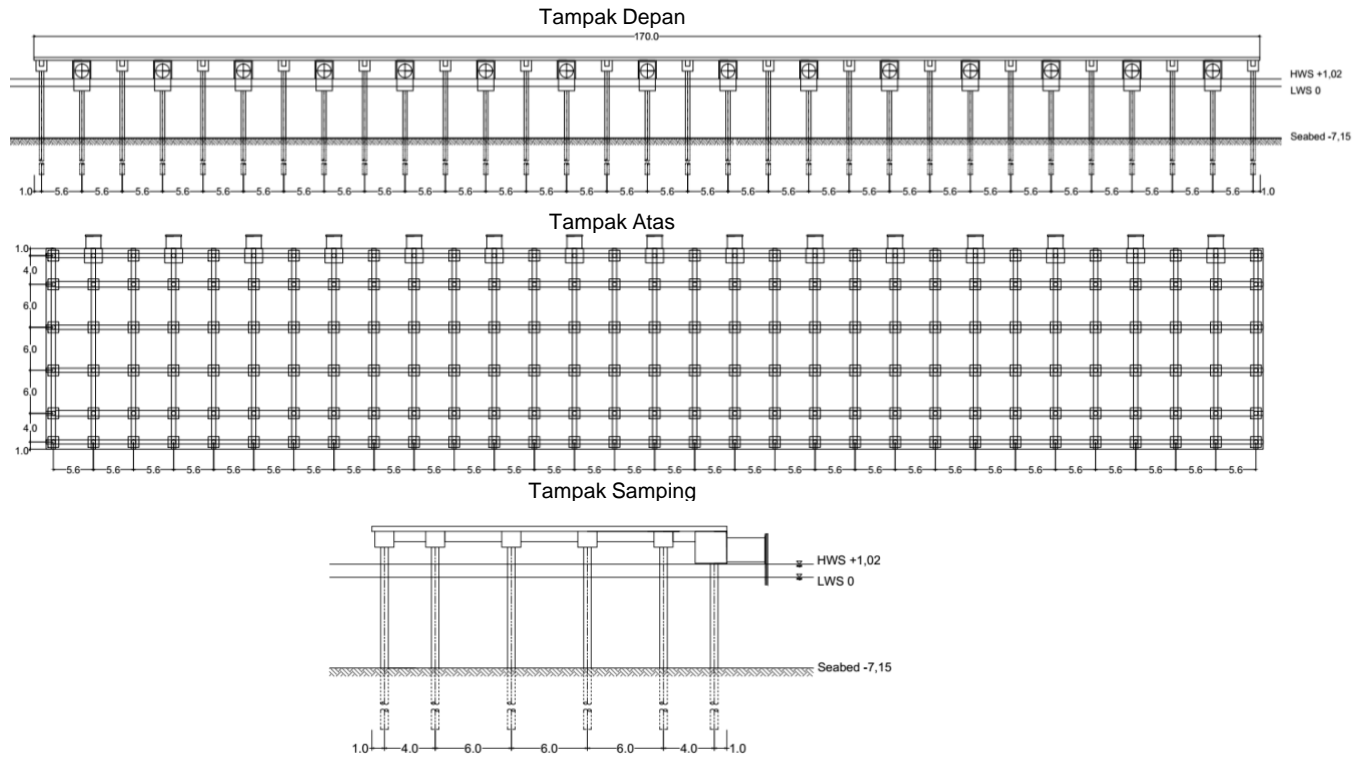 Tampak Depan
170.0
HWS +1,02
LWS 0
Seabed -7,15
1.0 5.6 5.6 5.6 5.6 5.6 5.6 5.6 5.6 5.6 5.6 5.6 5.6 5.6 5.6 5.6 5.6 5.6 5.6 5.6 5.6 5.6 5.6 5.6 5.6 5.6 5.6 5.6 5.6 5.6 5.6 1.0
Tampak Atas
1.0
4.0
6.0
6.0
6.0
4.0
1.0
5.6 5.6 5.6 5.6 5.6 5.6 5.6 5.6 5.6 5.6 5.6 5.6 5.6 5.6 5.6 5.6 5.6 5.6 5.6 5.6 5.6 5.6 5.6 5.6 5.6 5.6 5.6 5.6 5.6 5.6
Tampak Samping
HWS +1,02
LWS 0
Seabed -7,15
1.0 4.0 6.0 6.0 6.0 4.0 1.0